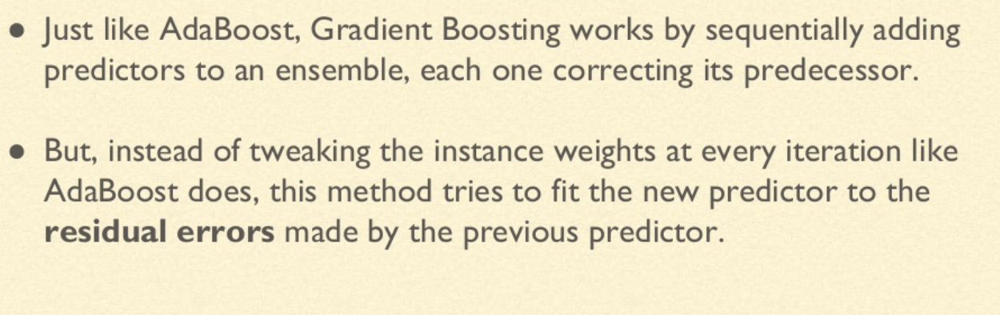 • Just like AdaBoost, Gradient Boosting works by sequentially adding
predictors to an ensemble, each one correcting its predecessor.
• But, instead of tweaking the instance weights at every iteration like
AdaBoost does, this method tries to fit the new predictor to the
residual errors made by the previous predictor.